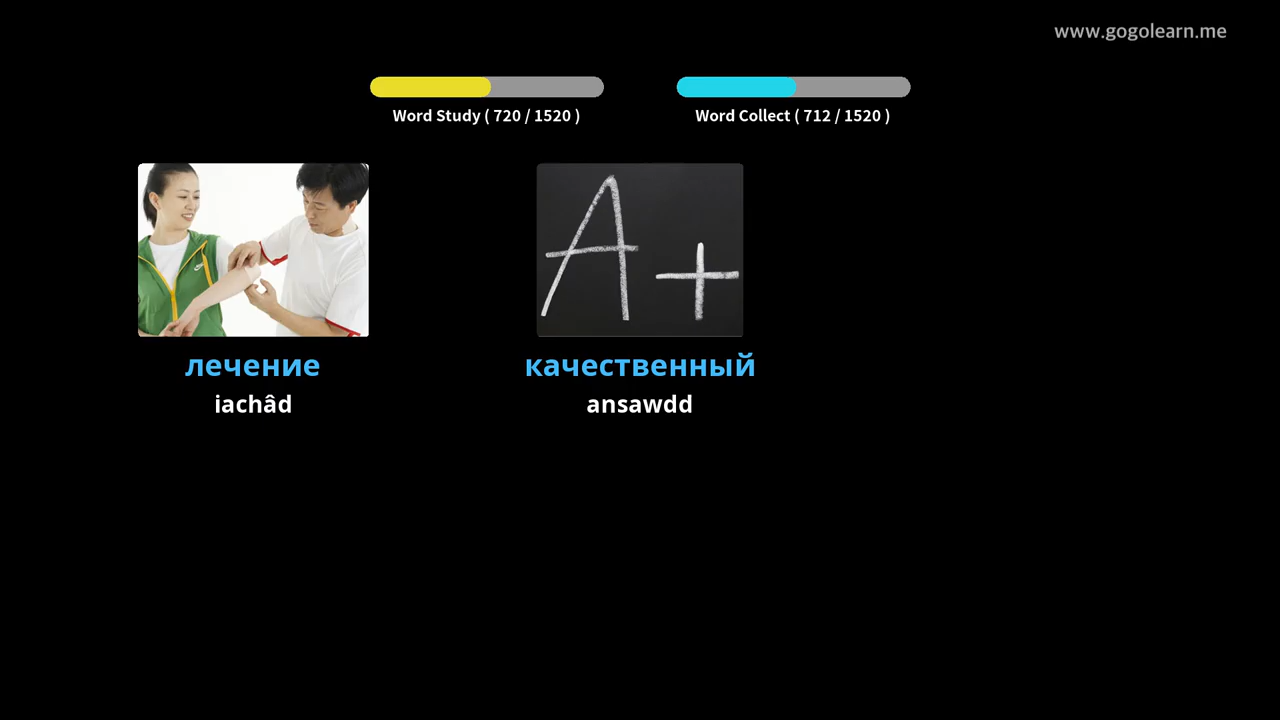 www.gogolearn.me
Word Study ( 720 / 1520 )
Word Collect ( 712 / 1520 )
A+
лечение
iachâd
качественный
ansawdd